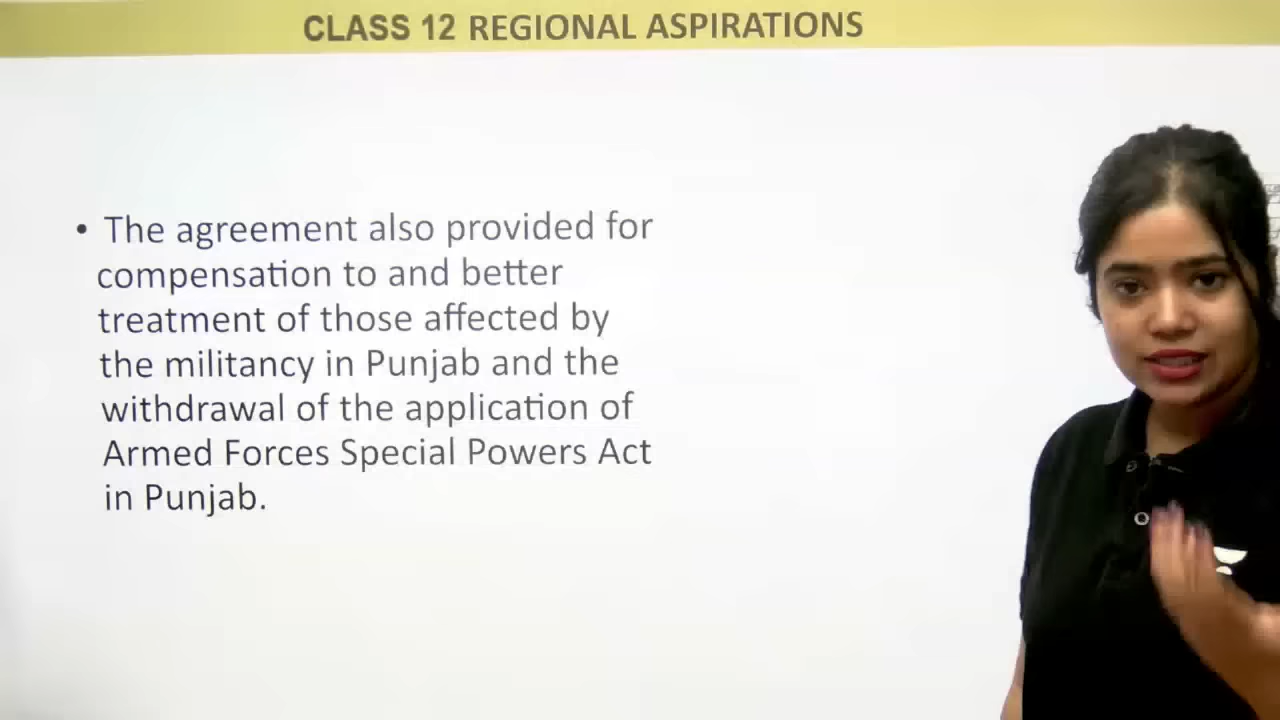 CLASS 12 REGIONAL ASPIRATIONS
• The agreement also provided for
compensation to and better
treatment of those affected by
the militancy in Punjab and the
withdrawal of the application of
Armed Forces Special Powers Act
in Punjab.